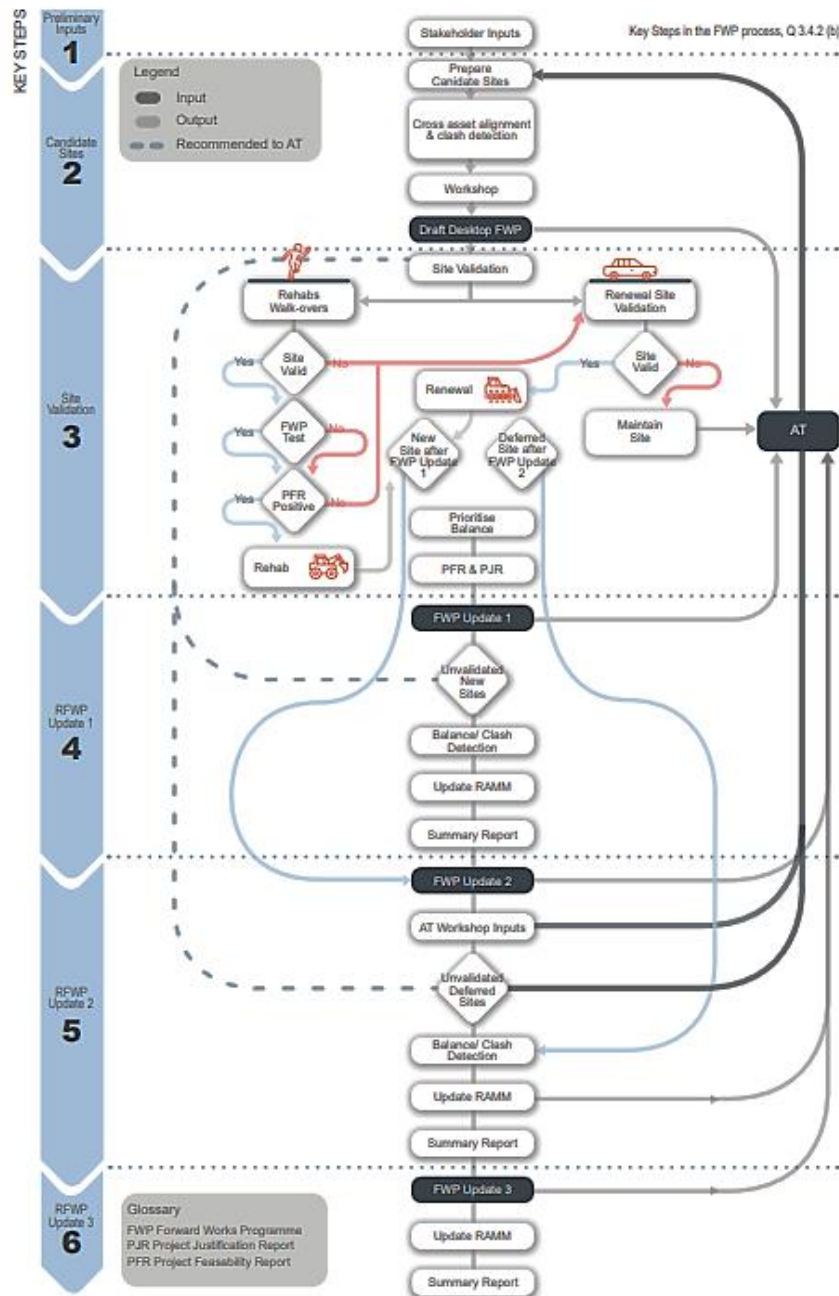 KEY STEPS
Key Steps in the FWP process, Q 3.4.2 (b)
Preliminary
Inputs
1
Stakeholder Inputs
Legend
Input
Output
Recommended to AT
Candidate
Sites
2
Prepare
Canidate Sites
Cross asset alignment
& clash detection
Workshop
Draft Desktop FWP
Site
Validation
3
Site Validation
Rehabs
Walk-overs
Renewal Site
Validation
Yes
Site
Valid
No
Yes
Site
Valid
No
Renewal
Yes
FWP
Test
No
New
Site after
FWP Update
1
Deferred
Site after
FWP Update
2
Maintain
Site
AT
Yes
PFR
Positive
No
Prioritise
Balance
Rehab
PFR & PJR
RFWP
Update 1
4
FWP Update 1
Unvalidated
New
Sites
Balance/ Clash
Detection
Update RAMM
Summary Report
RFWP
Update 2
5
FWP Update 2
AT Workshop Inputs
Unvalidated
Deferred
Sites
Balance/ Clash
Detection
Update RAMM
Summary Report
RFWP
Update 3
6
FWP Update 3
Update RAMM
Summary Report
Glossary
FWP Forward Works Programme
PJR Project Justification Report
PFR Project Feasability Report